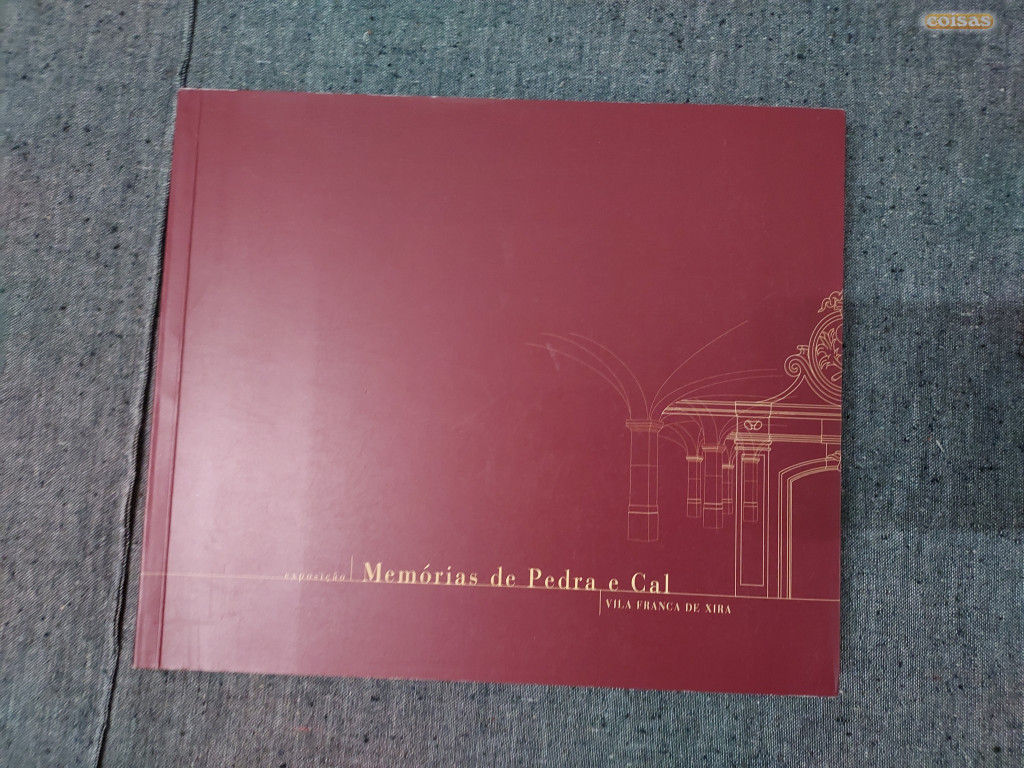 coisas
exposição Memórias de Pedra e Cal
VILA FRANCA DE XIRA